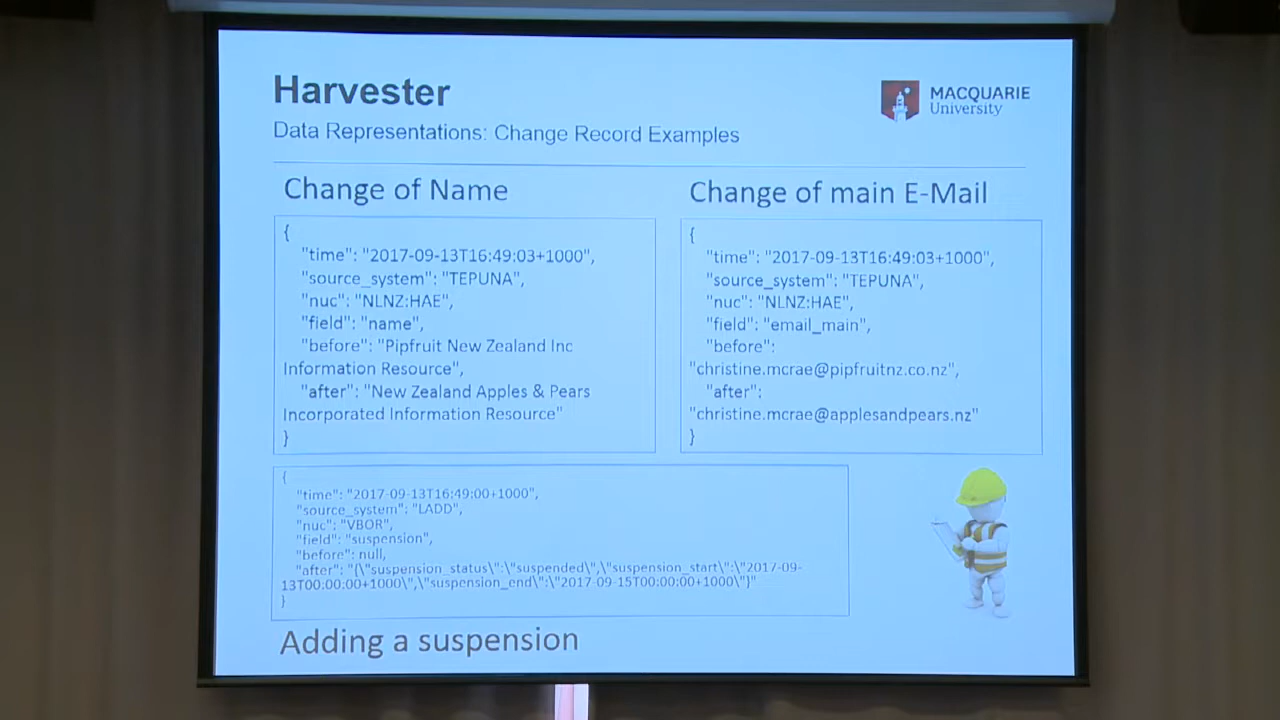 Harvester
Data Representations: Change Record Examples
MACQUARIE
University
Change of Name
{
"time": "2017-09-13T16:49:03+1000",
"source_system": "TEPUNA",
"nuc": "NLNZ:HAE",
"field": "name",
"before": "Pipfruit New Zealand Inc
Information Resource",
"after": "New Zealand Apples & Pears
Incorporated Information Resource"
}
Change of main E-Mail
{
"time": "2017-09-13T16:49:03+1000",
"source_system": "TEPUNA",
"nuc": "NLNZ:HAE",
"field": "email_main",
"before":
"christine.mcrae@pipfruitnz.co.nz",
"after":
"christine.mcrae@applesandpears.nz"
}
{
"time": "2017-09-13T16:49:00+1000",
"source_system": "LADD",
"nuc": "VBOR",
"field": "suspension",
"before": null,
"after": "{\"suspension_status\":\"suspended\",\"suspension_start\":\"2017-09-
13T00:00:00+1000\",\"suspension_end\":\"2017-09-15T00:00:00+1000\"}"
}
Adding a suspension